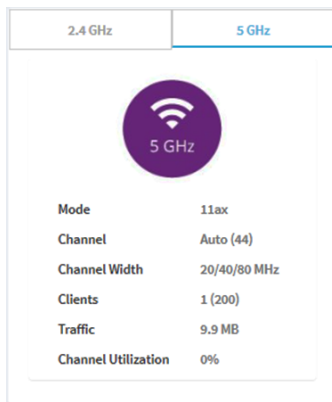 2.4 GHz 5 GHz
5 GHz
Mode 11ax
Channel Auto (44)
Channel Width 20/40/80 MHz
Clients 1 (200)
Traffic 9.9 MB
Channel Utilization 0%